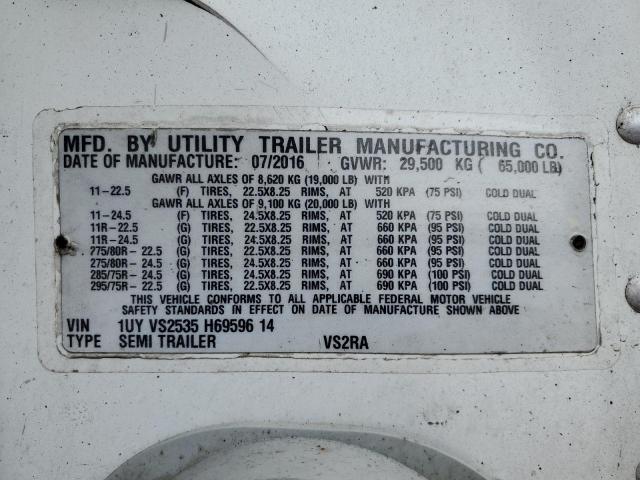 MFD. BY UTILITY TRAILER MANUFACTURING CO.
DATE OF MANUFACTURE: 07/2016 GVWR: 29,500 KG ( 65,000 LB)
GAWR ALL AXLES OF 8,620 KG (19,000 LB) WITH
11-22.5 (F) TIRES, 22.5X8.25 RIMS, AT 520 KPA (75 PSI) COLD DUAL
GAWR ALL AXLES OF 9,100 KG (20,000 LB) WITH
11-24.5 (F) TIRES, 24.5X8.25 RIMS, AT 520 KPA (75 PSI) COLD DUAL
11R-22.5 (G) TIRES, 22.5X8.25 RIMS, AT 660 KPA (95 PSI) COLD DUAL
11R-24.5 (G) TIRES, 24.5X8.25 RIMS, AT 660 KPA (95 PSI) COLD DUAL
275/80R-22.5 (G) TIRES, 22.5X8.25 RIMS, AT 660 KPA (95 PSI) COLD DUAL
275/80R-24.5 (G) TIRES, 24.5X8.25 RIMS, AT 660 KPA (95 PSI) COLD DUAL
285/75R-24.5 (G) TIRES, 24.5X8.25 RIMS, AT 690 KPA (100 PSI) COLD DUAL
295/75R-22.5 (G) TIRES, 22.5X8.25 RIMS, AT 690 KPA (100 PSI) COLD DUAL
THIS VEHICLE CONFORMS TO ALL APPLICABLE FEDERAL MOTOR VEHICLE
SAFETY STANDARDS IN EFFECT ON DATE OF MANUFACTURE SHOWN ABOVE
VIN 1UY VS2535 H69596 14
TYPE SEMI TRAILER VS2RA